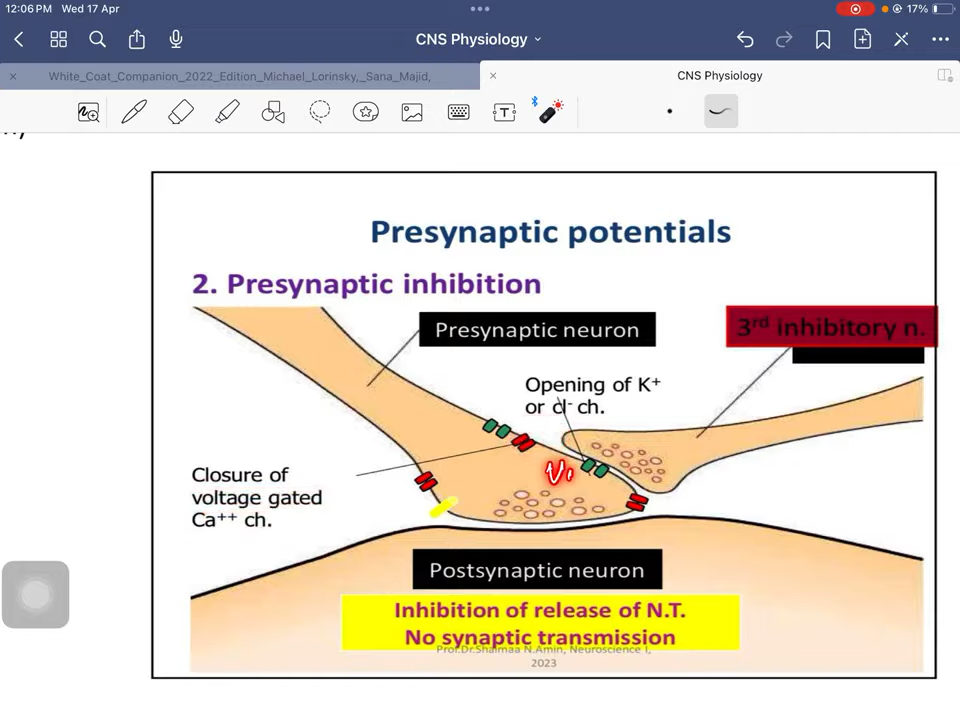 12:06 PM Wed 17 Apr
17%
CNS Physiology
White_Coat_Companion_2022_Edition_Michael_Lorinsky,_Sana_Majid,
CNS Physiology
T
Presynaptic potentials
2. Presynaptic inhibition
Presynaptic neuron
3rd inhibitory n.
Opening of K+
or cl- ch.
Closure of
voltage gated
Ca++ ch.
Postsynaptic neuron
Inhibition of release of N.T.
No synaptic transmission
Prof.Dr.Shaimaa N.Amin, Neuroscience I,
2023